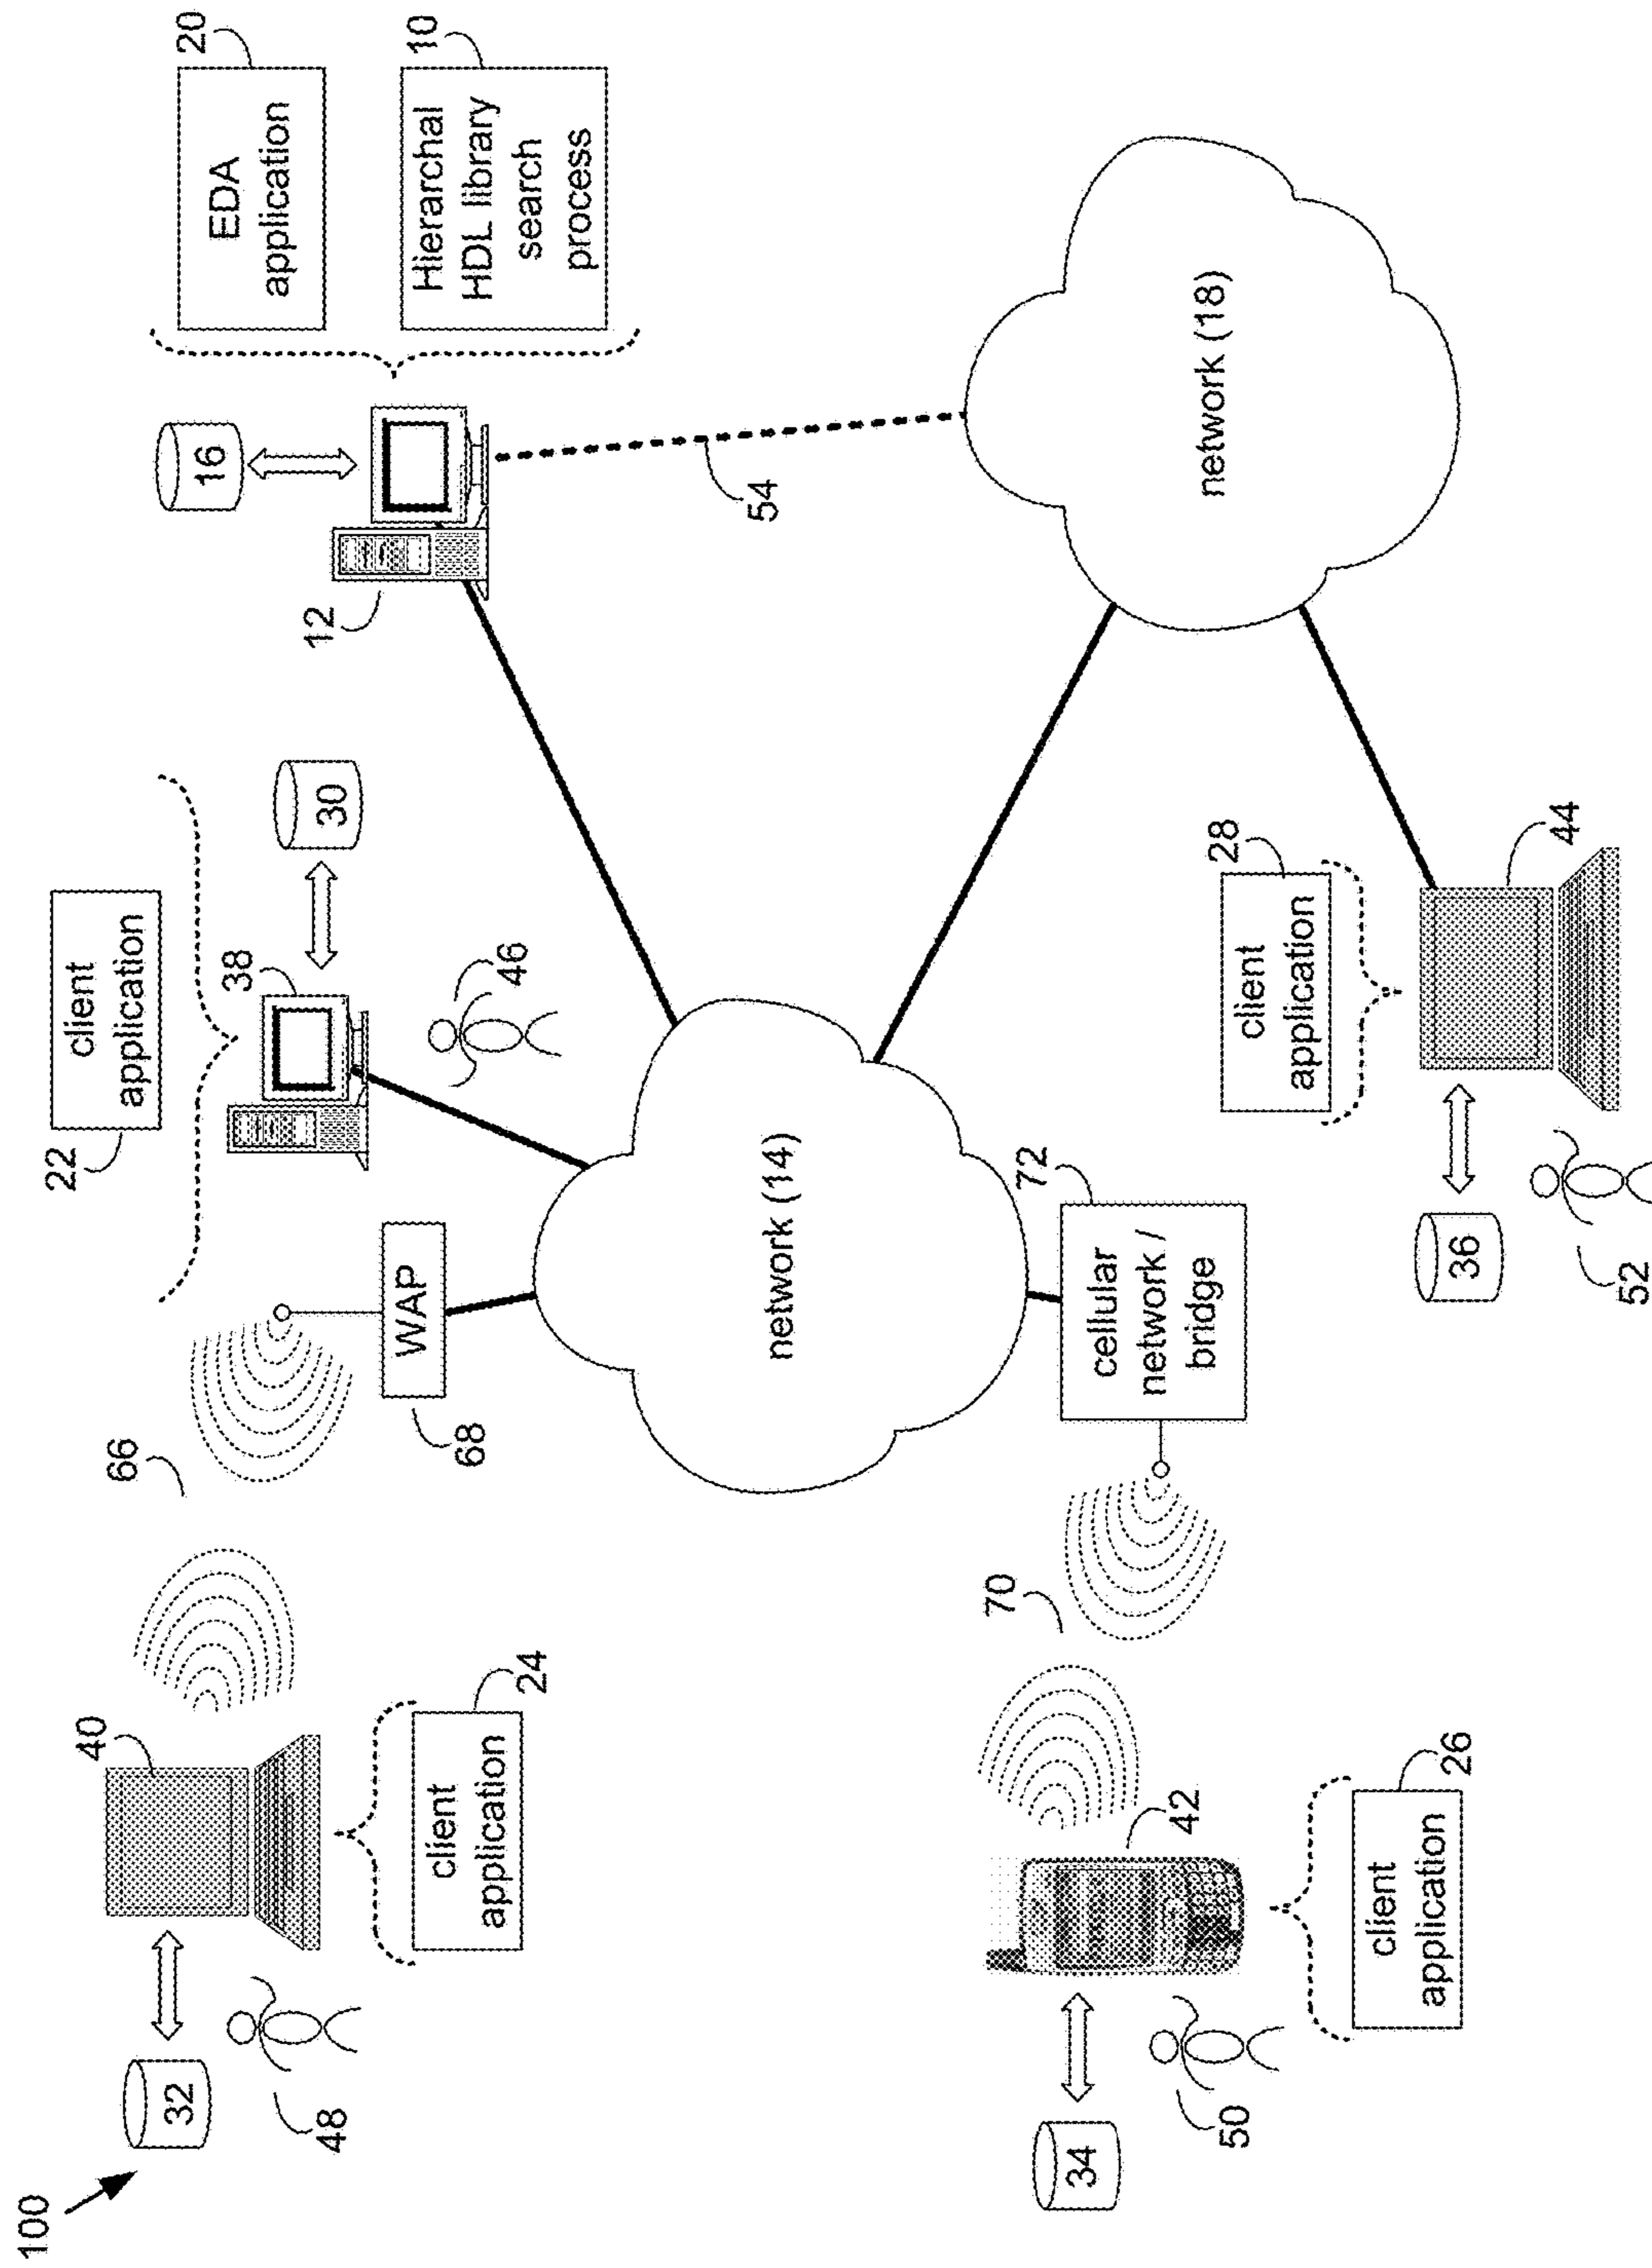 100
22
client
application
40
66
32
16
20
EDA
application
38
30
12
48
WAP
68
10
Hierarchal
HDL library
search
process
24
client
application
46
54
network (14)
70
72
cellular
network /
bridge
34
42
50
network (18)
28
client
application
26
client
application
36
44
52